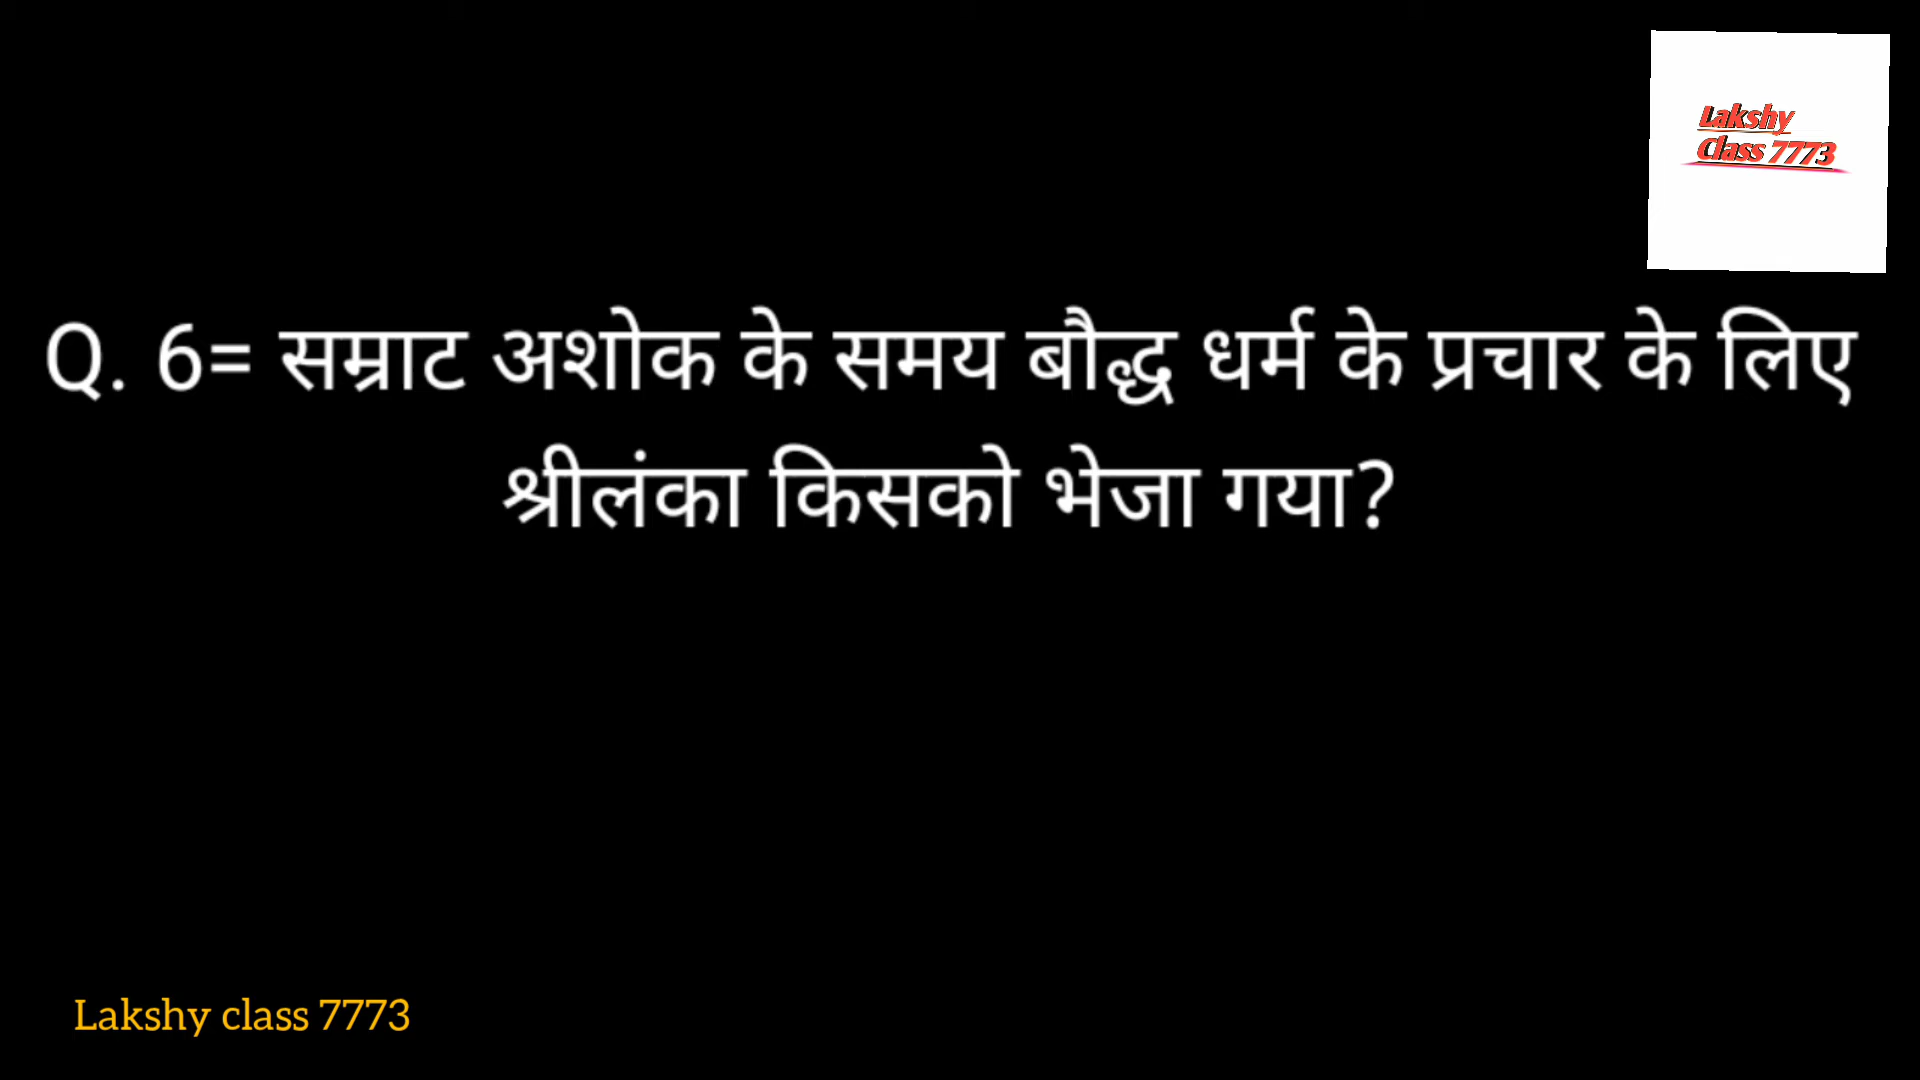 Lakshy
Class 7773
Q. 6= सम्राट अशोक के समय बौद्ध धर्म के प्रचार के लिए
श्रीलंका किसको भेजा गया?
Lakshy class 7773